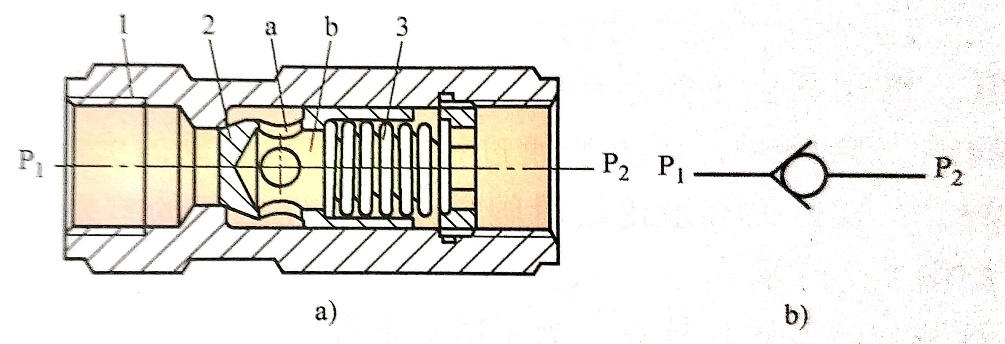 1 2 a b 3
P₁ P₂ P₁ P₂
a) b)